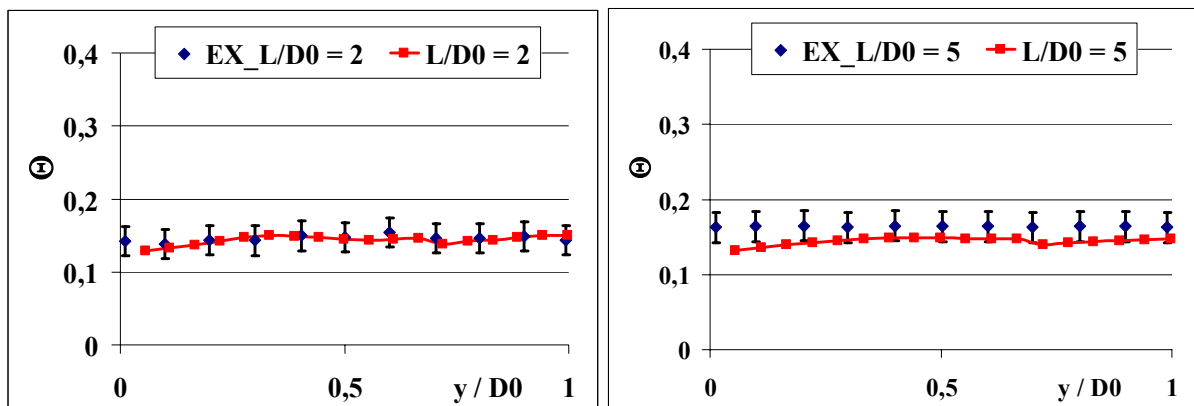 EX_L/D0 = 2 L/D0 = 2
0,4
0,3
Θ
0,2
0,1
0
0 0,5 y / D0 1
EX_L/D0 = 5 L/D0 = 5
0,4
0,3
Θ
0,2
0,1
0
0 0,5 y / D0 1